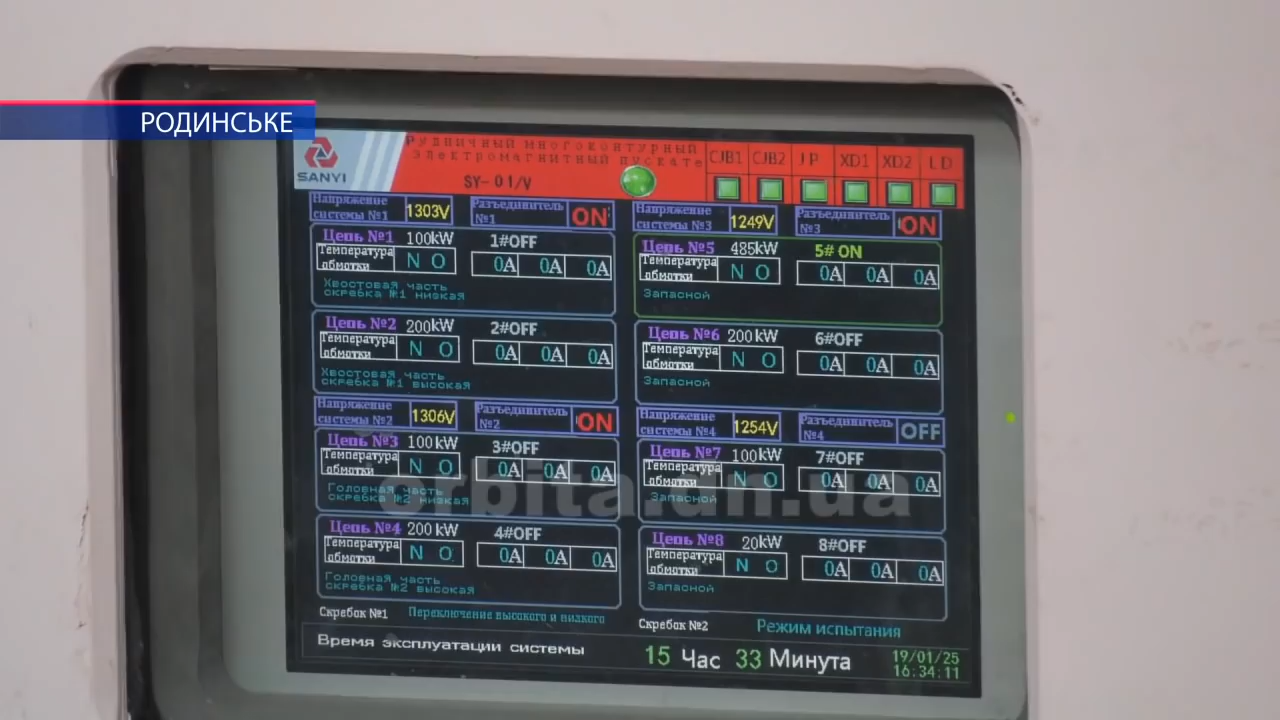 РОДИНСЬКЕ
SANYI
РУДНИЧНЫЙ МНОГОКОНТУРНЫЙ
ЭЛЕКТРОМАГНИТНЫЙ ПУСКАТЕ
SY-01/V
CJB1 CJB2 JP XD1 XD2 LD
Напряжение
системы №1
1303V
Разъединитель
№1
ON
Цепь №1 100kW 1#OFF
Температура
обмотки
N O
0A 0A 0A
Хвостовая часть
скребка №1 низкая
Цепь №2 200kW 2#OFF
Температура
обмотки
N O
0A 0A 0A
Хвостовая часть
скребка №1 высокая
Напряжение
системы №2
1306V
Разъединитель
№2
ON
Цепь №3 100kW 3#OFF
Температура
обмотки
N O
0A 0A 0A
Головная часть
скребка №2 низкая
Цепь №4 200kW 4#OFF
Температура
обмотки
N O
0A 0A 0A
Головная часть
скребка №2 высокая
Напряжение
системы №3
1249V
Разъединитель
№3
ON
Цепь №5 485kW 5# ON
Температура
обмотки
N O
0A 0A 0A
Запасной
Цепь №6 200kW 6#OFF
Температура
обмотки
N O
0A 0A 0A
Запасной
Напряжение
системы №4
1254V
Разъединитель
№4
OFF
Цепь №7 100kW 7#OFF
Температура
обмотки
N O
0A 0A 0A
Запасной
Цепь №8 20kW 8#OFF
Температура
обмотки
N O
0A 0A 0A
Запасной
Скребок №1 Переключение высокого и низкого
Скребок №2 Режим испытания
Время эксплуатации системы
15 Час 33 Минута
19/01/25
16:34:11
orbita.dn.ua